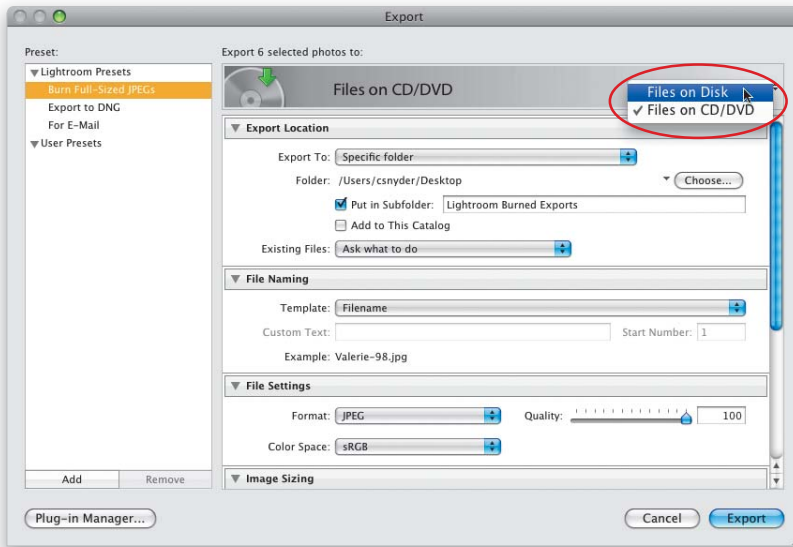 Export
Preset:
Export 6 selected photos to:
Lightroom Presets
Burn Full-Sized JPEGs
Export to DNG
For E-Mail
User Presets
Files on CD/DVD
Files on Disk
✓ Files on CD/DVD
Export Location
Export To: Specific folder
Folder: /Users/csnyder/Desktop Choose...
Put in Subfolder: Lightroom Burned Exports
Add to This Catalog
Existing Files: Ask what to do
File Naming
Template: Filename
Custom Text: Start Number: 1
Example: Valerie-98.jpg
File Settings
Format: JPEG Quality: 100
Color Space: sRGB
Image Sizing
Add Remove
Plug-in Manager... Cancel Export